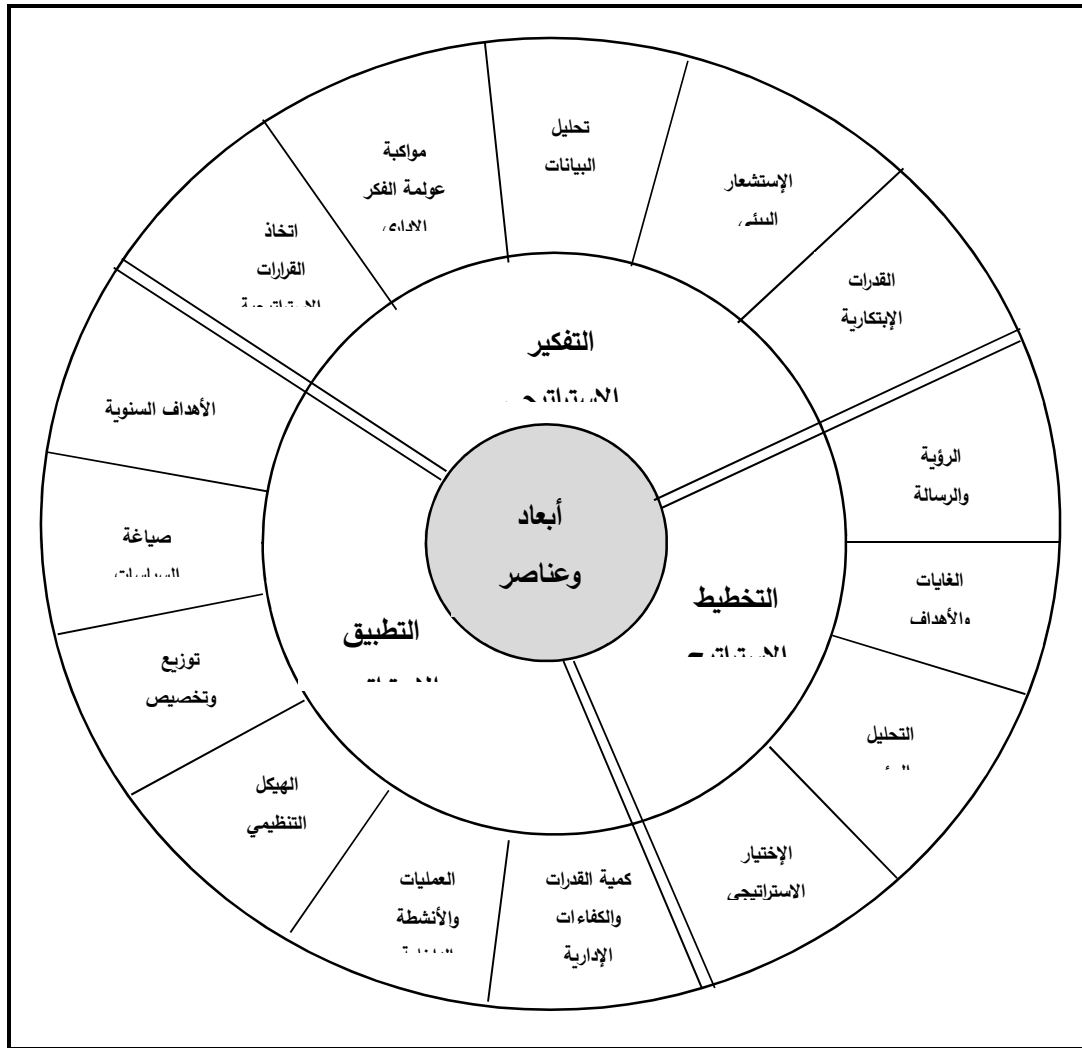 أبعاد
وعناصر
التفكير
اتخاذ
القرارات
مواكبة
عولمة الفكر
تحليل
البيانات
الإستشعار
البيئي
القدرات
الإبتكارية
التخطيط
الرؤية
والرسالة
الغايات
والأهداف
التحليل
الإختيار
الاستراتيجي
التطبيق
كمية القدرات
والكفاءات
الإدارية
العمليات
والأنشطة
الهيكل
التنظيمي
توزيع
وتخصيص
صياغة
الأهداف السنوية